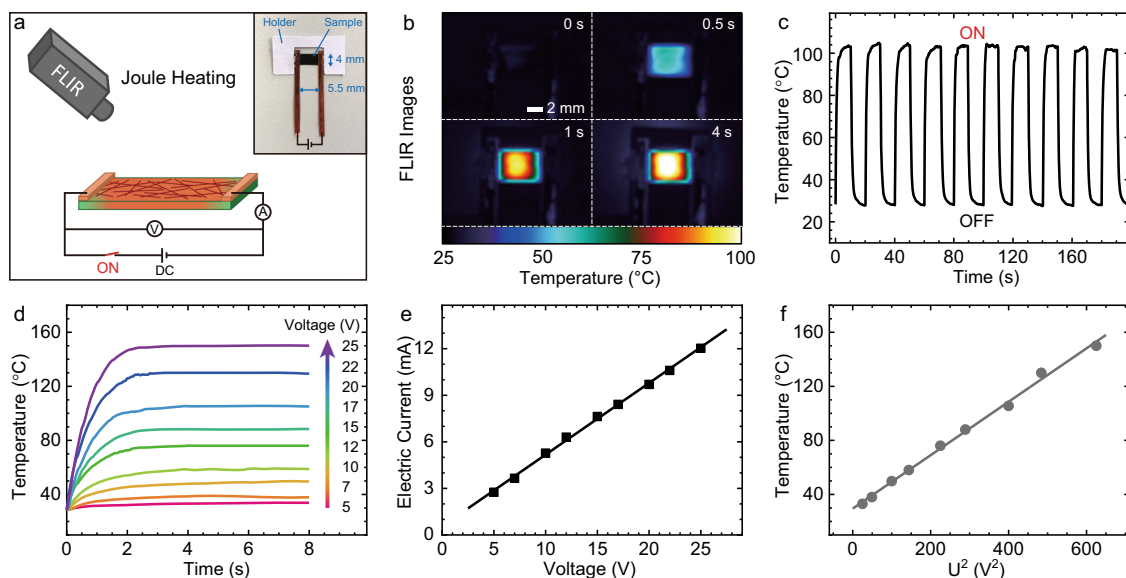 a
Holder
Sample
4 mm
5.5 mm
FLIR
Joule Heating
A
V
ON
DC
b
FLIR Images
0 s
0.5 s
2 mm
1 s
4 s
25 50 75 100
Temperature (°C)
c
ON
OFF
Temperature (°C)
120
100
80
60
40
20
0 40 80 120 160
Time (s)
d
Voltage (V)
25
22
20
17
15
12
10
7
5
Temperature (°C)
160
120
80
40
0 2 4 6 8
Time (s)
e
Electric Current (mA)
12
9
6
3
0
0 5 10 15 20 25
Voltage (V)
f
Temperature (°C)
160
120
80
40
0 200 400 600
U² (V²)